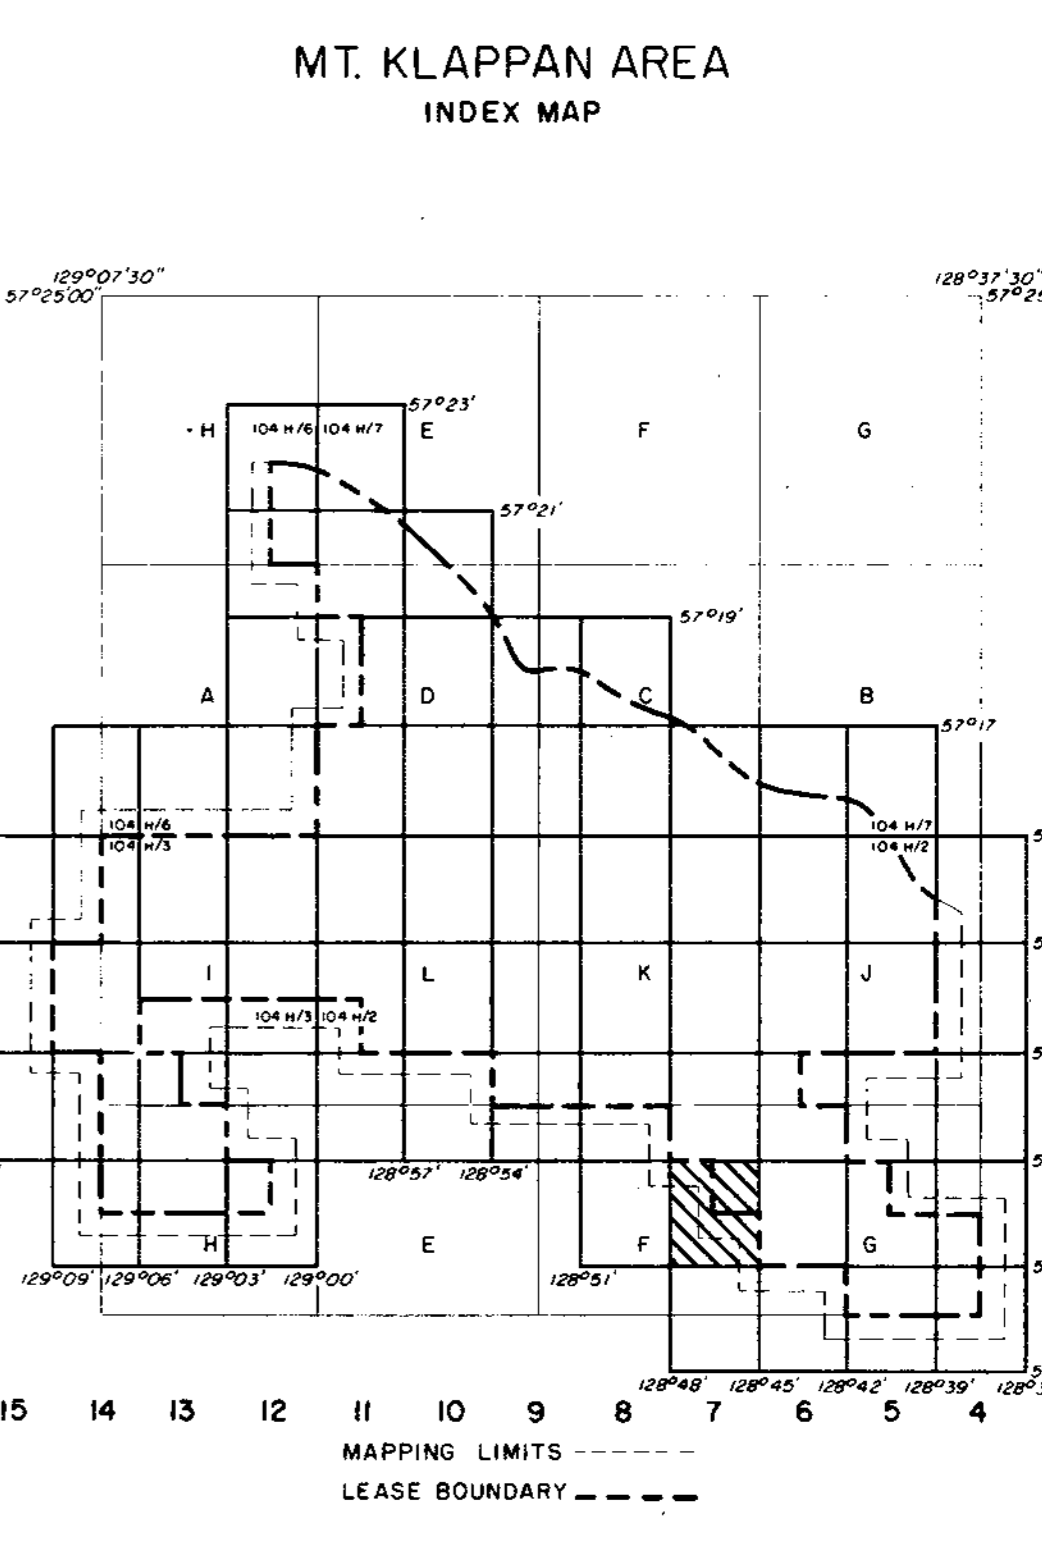 MT. KLAPPAN AREA
INDEX MAP
129°07'30"
128°37'30"
57°25'00"
57°23'
H
104 H/6 104 H/7
E
F
G
57°21'
57°19'
A
D
C
B
57°17
104 H/6
104 H/7
104 H/3
104 H/2
I
L
K
J
104 H/3 104 H/2
128°57'
128°54'
H
E
F
G
129°09'
129°06'
129°03'
129°00'
128°51'
128°48'
128°45'
128°42'
128°39'
15 14 13 12 11 10 9 8 7 6 5 4
MAPPING LIMITS
LEASE BOUNDARY